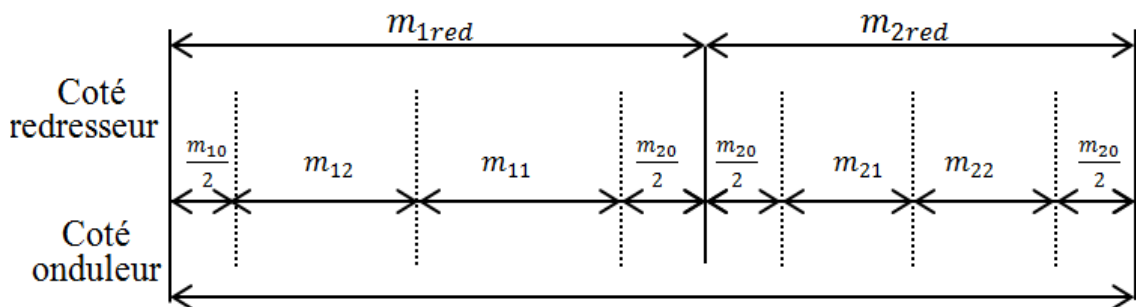 m₁red m₂red
Coté
redresseur
m₁₀/2 m₁₂ m₁₁ m₂₀/2 m₂₀/2 m₂₁ m₂₂ m₂₀/2
Coté
onduleur